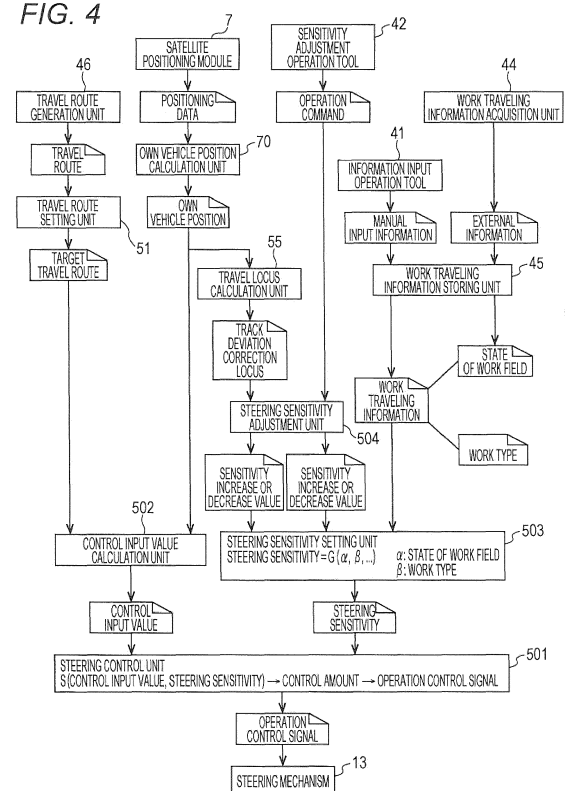 FIG. 4
7
SATELLITE
POSITIONING MODULE
42
SENSITIVITY
ADJUSTMENT
OPERATION TOOL
46
TRAVEL ROUTE
GENERATION UNIT
POSITIONING
DATA
OPERATION
COMMAND
44
WORK TRAVELING
INFORMATION ACQUISITION UNIT
TRAVEL
ROUTE
OWN VEHICLE POSITION
CALCULATION UNIT
70
41
INFORMATION INPUT
OPERATION TOOL
TRAVEL ROUTE
SETTING UNIT
51
OWN
VEHICLE POSITION
MANUAL
INPUT INFORMATION
EXTERNAL
INFORMATION
TARGET
TRAVEL ROUTE
55
TRAVEL LOCUS
CALCULATION UNIT
WORK TRAVELING
INFORMATION STORING UNIT
45
TRACK
DEVIATION
CORRECTION
LOCUS
STATE
OF WORK FIELD
WORK
TRAVELING
INFORMATION
STEERING SENSITIVITY
ADJUSTMENT UNIT
504
WORK TYPE
SENSITIVITY
INCREASE OR
DECREASE VALUE
SENSITIVITY
INCREASE OR
DECREASE VALUE
502
CONTROL INPUT VALUE
CALCULATION UNIT
503
STEERING SENSITIVITY SETTING UNIT
STEERING SENSITIVITY = G (α, β, ...) α : STATE OF WORK FIELD
β : WORK TYPE
CONTROL
INPUT VALUE
STEERING
SENSITIVITY
501
STEERING CONTROL UNIT
S (CONTROL INPUT VALUE, STEERING SENSITIVITY) → CONTROL AMOUNT → OPERATION CONTROL SIGNAL
OPERATION
CONTROL SIGNAL
13
STEERING MECHANISM